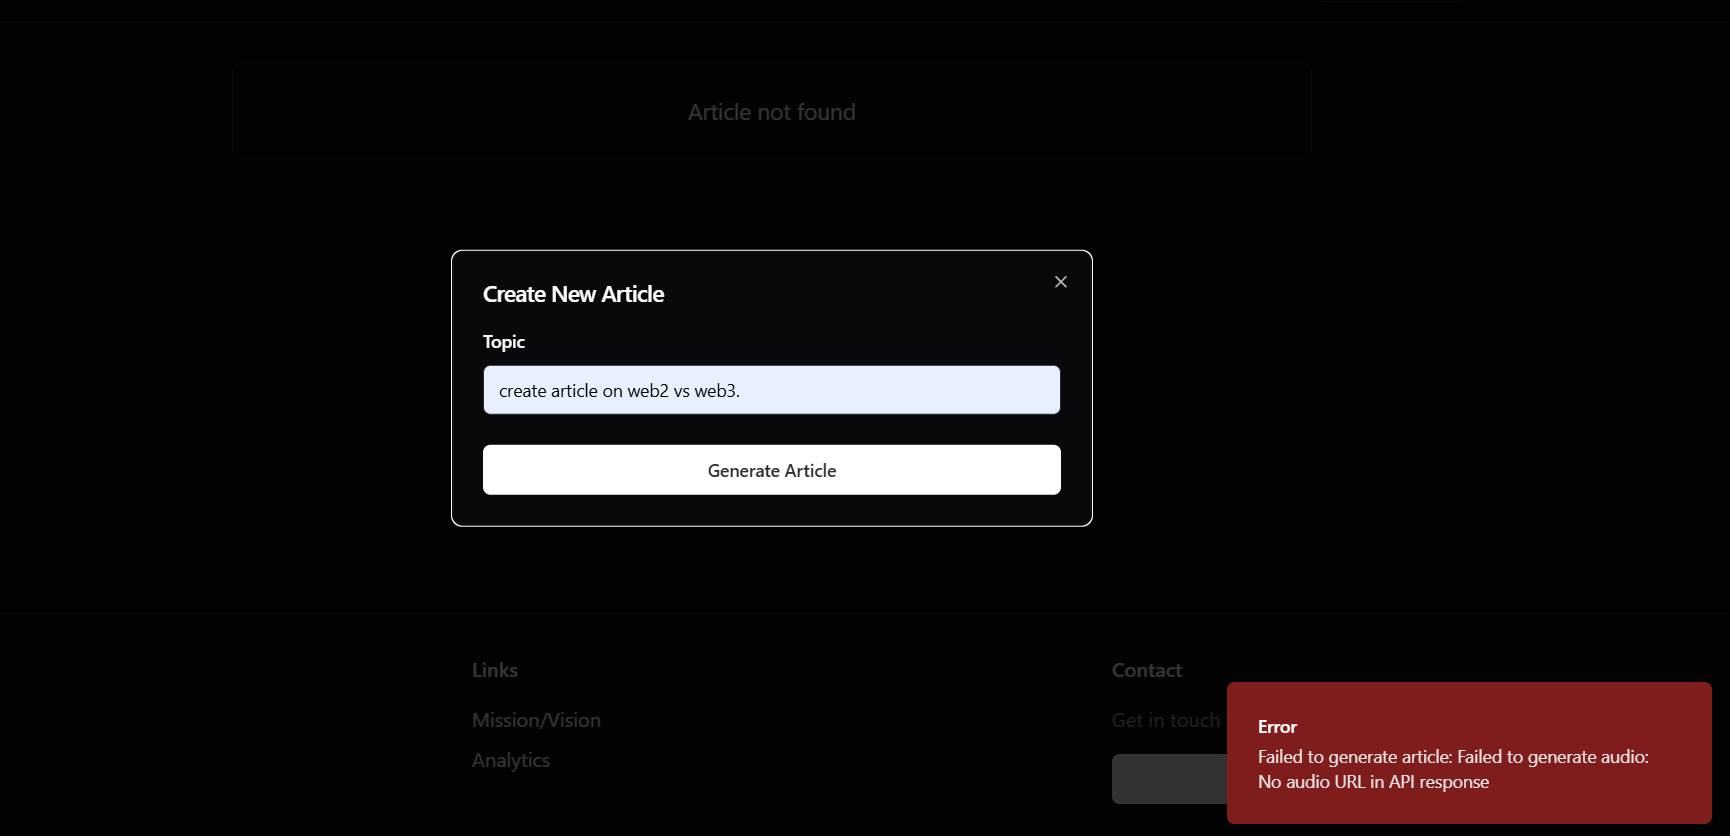 Article not found
Create New Article
Topic
create article on web2 vs web3.
Generate Article
Links
Mission/Vision
Analytics
Contact
Get in touch
Error
Failed to generate article: Failed to generate audio:
No audio URL in API response